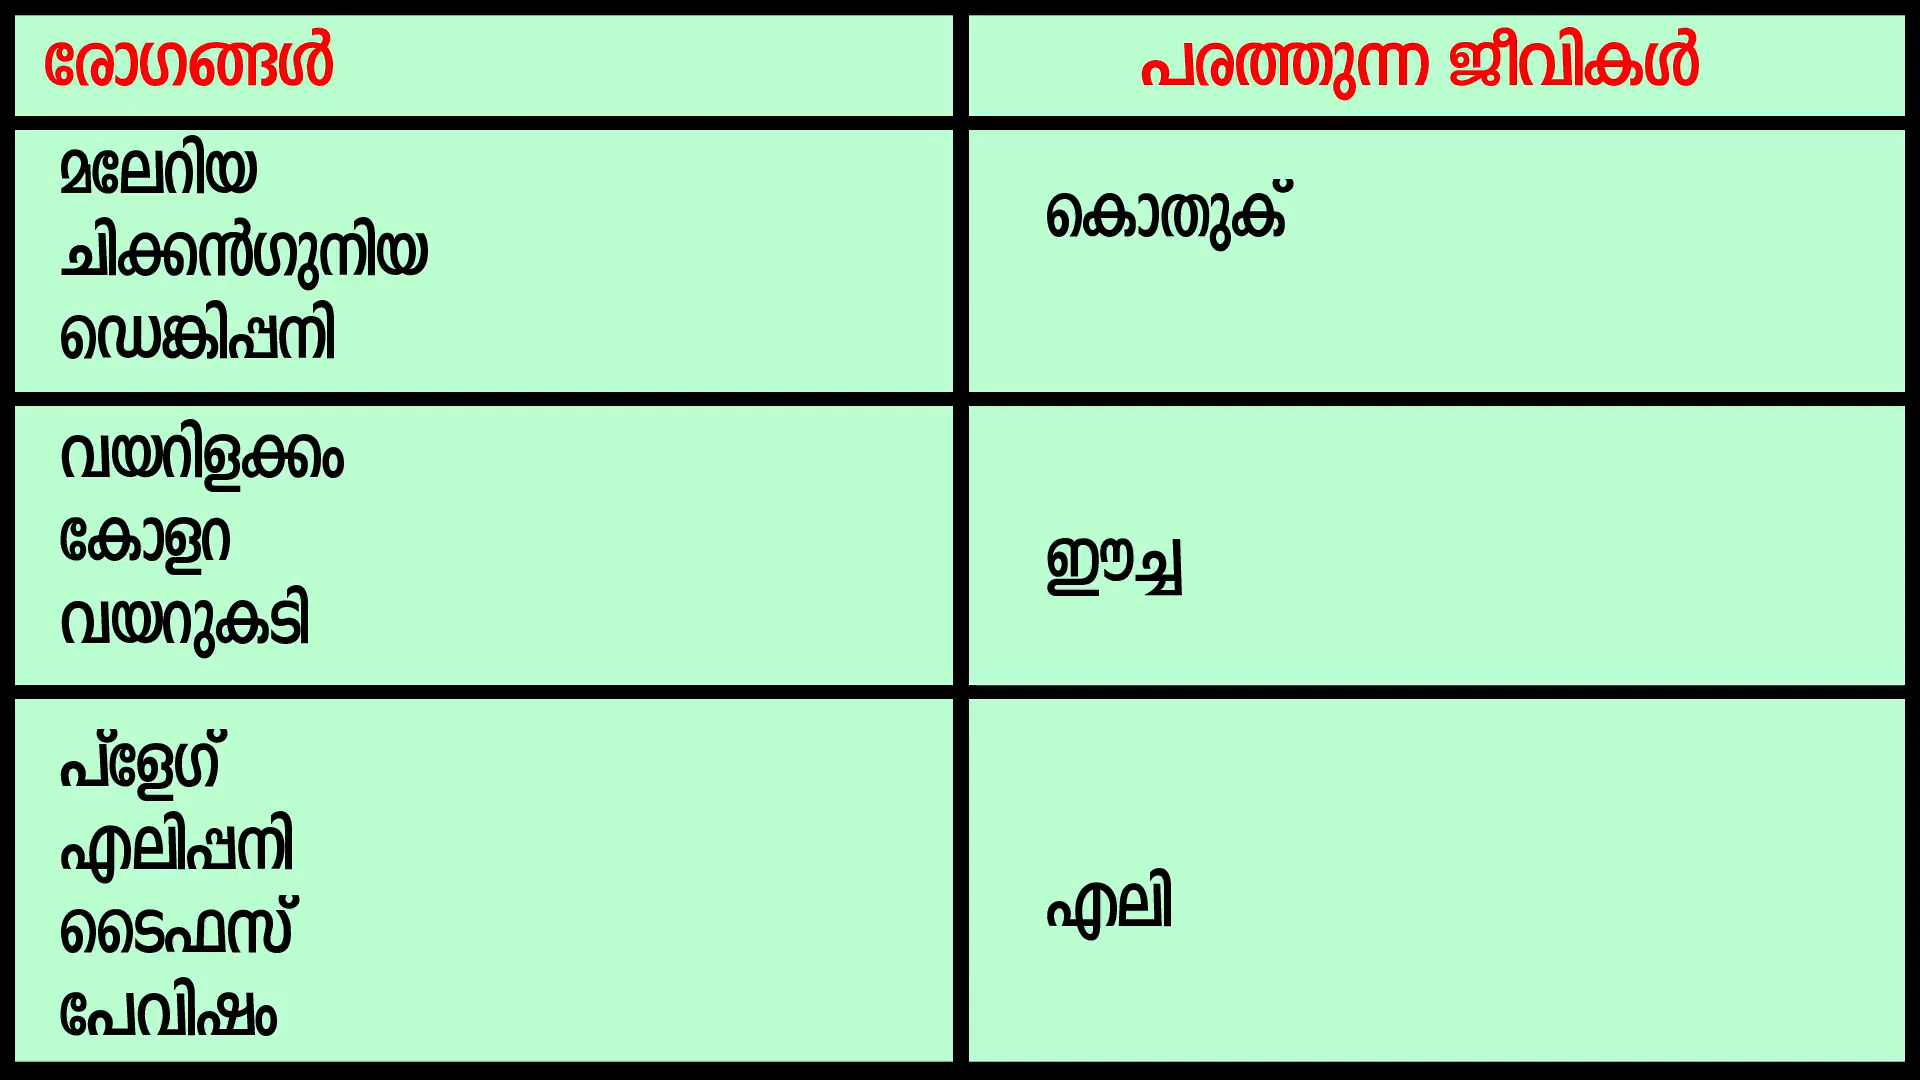 രോഗങ്ങൾ
പരത്തുന്ന ജീവികൾ
മലേറിയ
ചിക്കൻഗുനിയ
ഡെങ്കിപ്പനി
കൊതുക്
വയറിളക്കം
കോളറ
വയറുകടി
ഈച്ച
പ്ളേഗ്
എലിപ്പനി
ടൈഫസ്
പേവിഷം
എലി